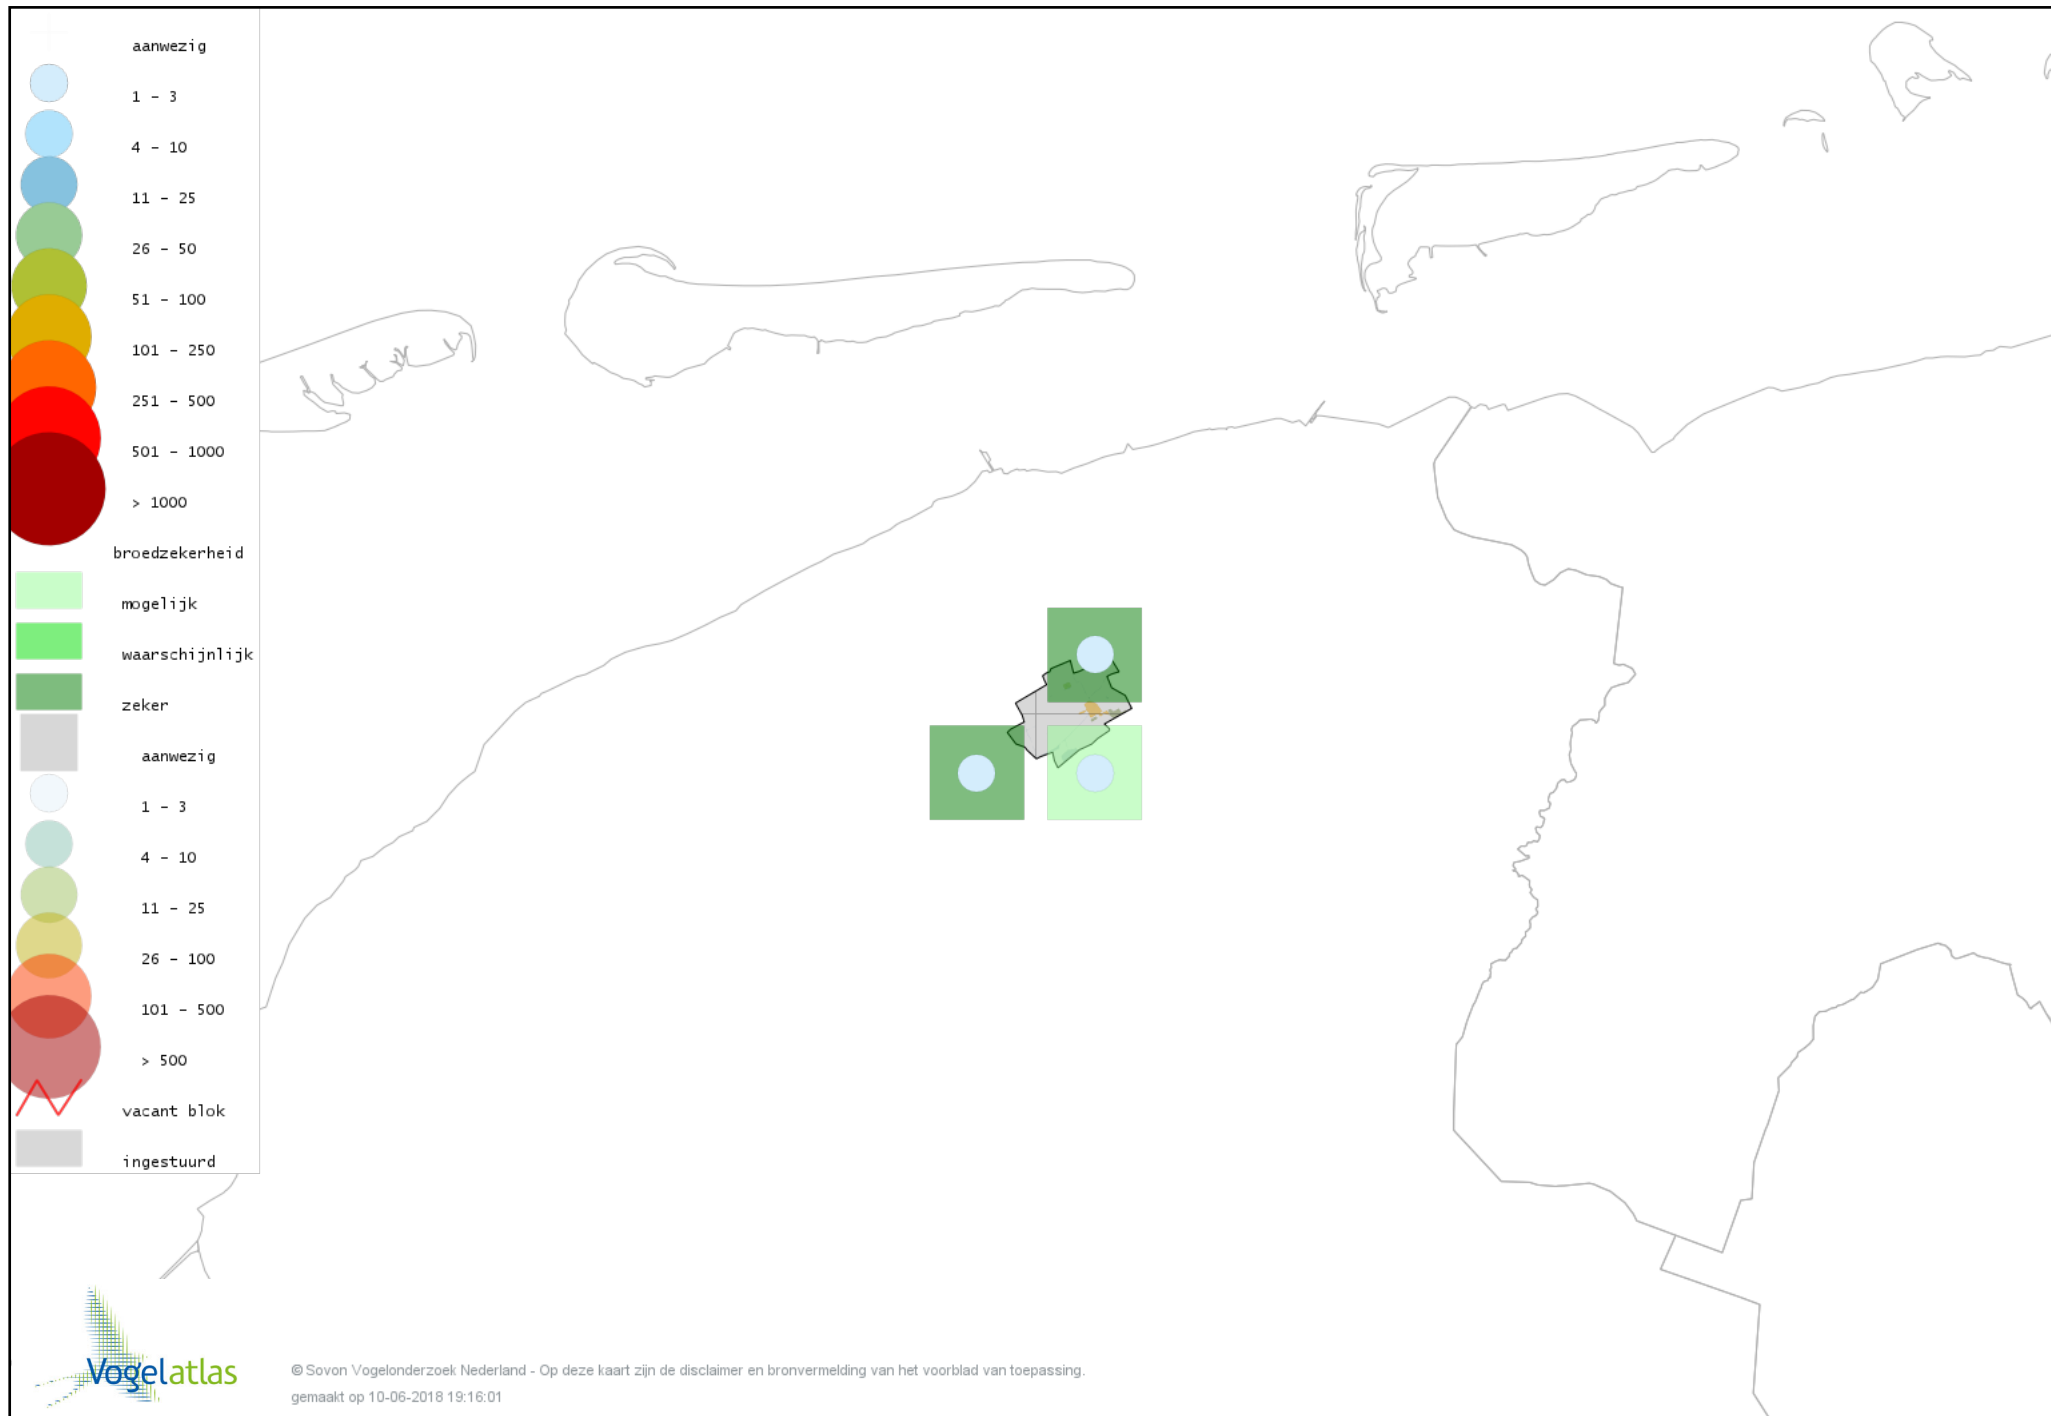 aanwezig
1 - 3
4 - 10
11 - 25
26 - 50
51 - 100
101 - 250
251 - 500
501 - 1000
> 1000
broedzekerheid
mogelijk
waarschijnlijk
zeker
aanwezig
1 - 3
4 - 10
11 - 25
26 - 100
101 - 500
> 500
vacant blok
ingestuurd
Vogelatlas
© Sovon Vogelonderzoek Nederland - Op deze kaart zijn de disclaimer en bronvermelding van het voorblad van toepassing.
gemaakt op 10-06-2018 19:16:01